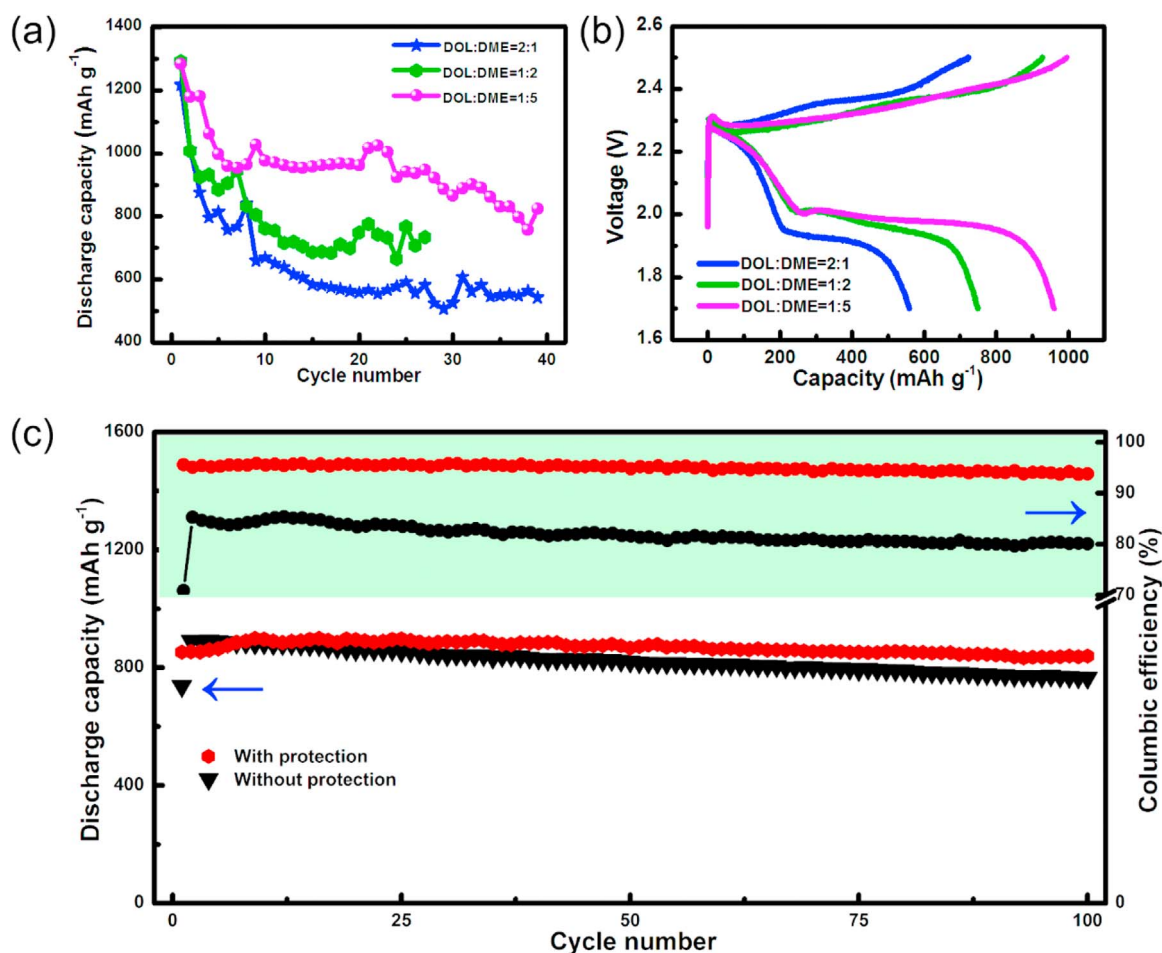 (a)
1400
1200
1000
800
600
400
Discharge capacity (mAh g⁻¹)
DOL:DME=2:1
DOL:DME=1:2
DOL:DME=1:5
0 10 20 30 40
Cycle number
(b)
2.6
2.4
2.2
2.0
1.8
1.6
Voltage (V)
DOL:DME=2:1
DOL:DME=1:2
DOL:DME=1:5
0 200 400 600 800 1000
Capacity (mAh g⁻¹)
(c)
1600
1200
800
400
0
Discharge capacity (mAh g⁻¹)
With protection
Without protection
100
90
80
70
0
Columbic efficiency (%)
0 25 50 75 100
Cycle number